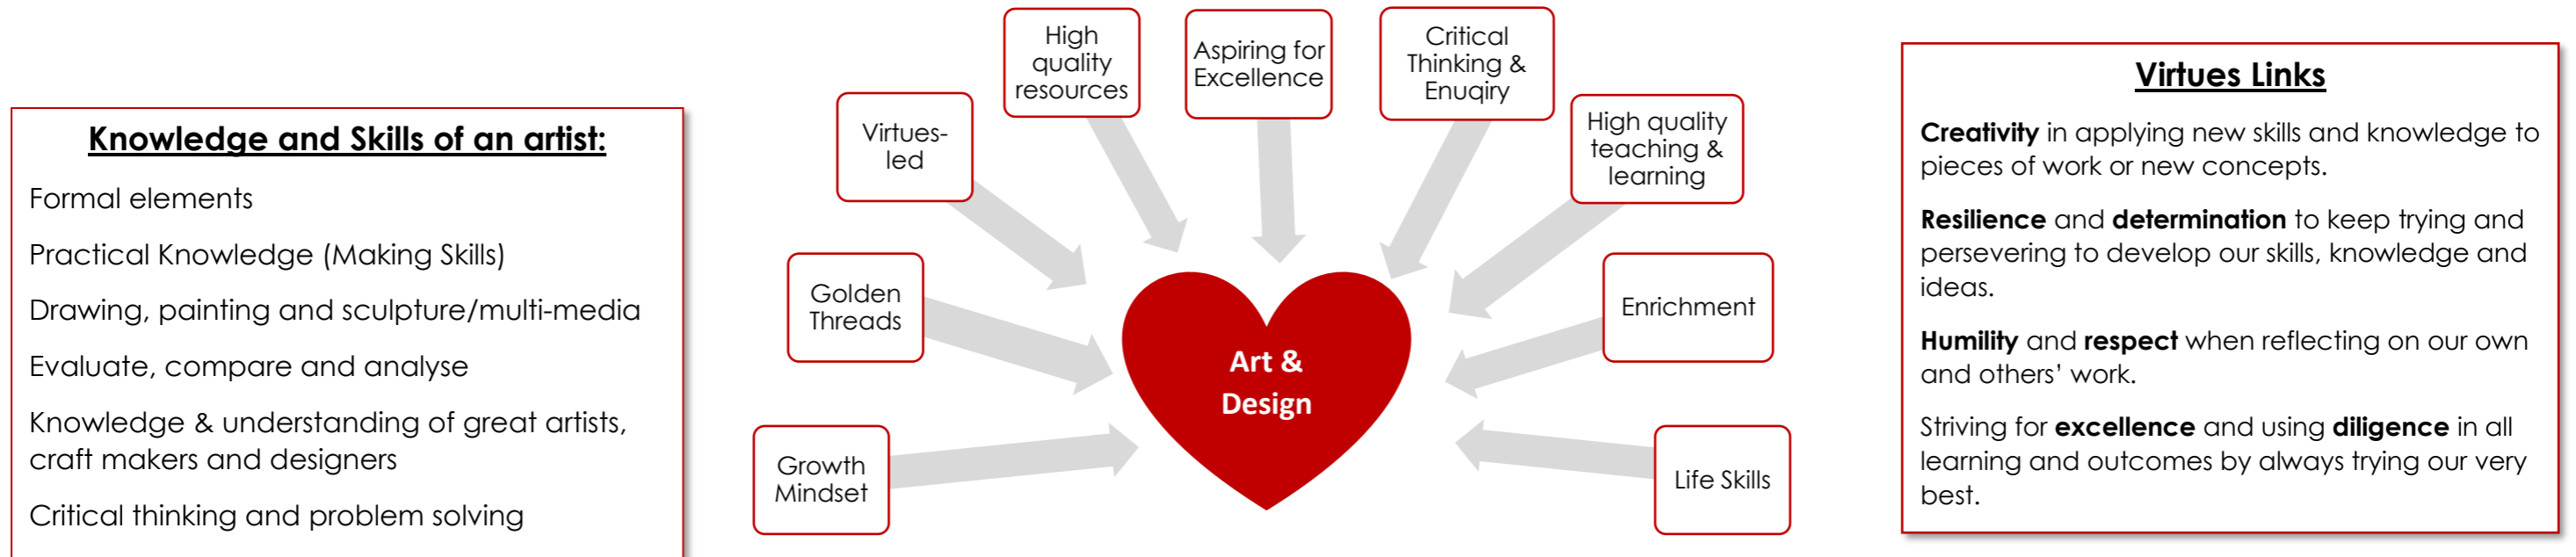 Knowledge and Skills of an artist:
Formal elements
Practical Knowledge (Making Skills)
Drawing, painting and sculpture/multi-media
Evaluate, compare and analyse
Knowledge & understanding of great artists,
craft makers and designers
Critical thinking and problem solving
Growth
Mindset
Golden
Threads
Virtues-
led
High
quality
resources
Aspiring for
Excellence
Critical
Thinking &
Enuqiry
High quality
teaching &
learning
Enrichment
Life Skills
Art &
Design
Virtues Links
Creativity in applying new skills and knowledge to
pieces of work or new concepts.
Resilience and determination to keep trying and
persevering to develop our skills, knowledge and
ideas.
Humility and respect when reflecting on our own
and others’ work.
Striving for excellence and using diligence in all
learning and outcomes by always trying our very
best.